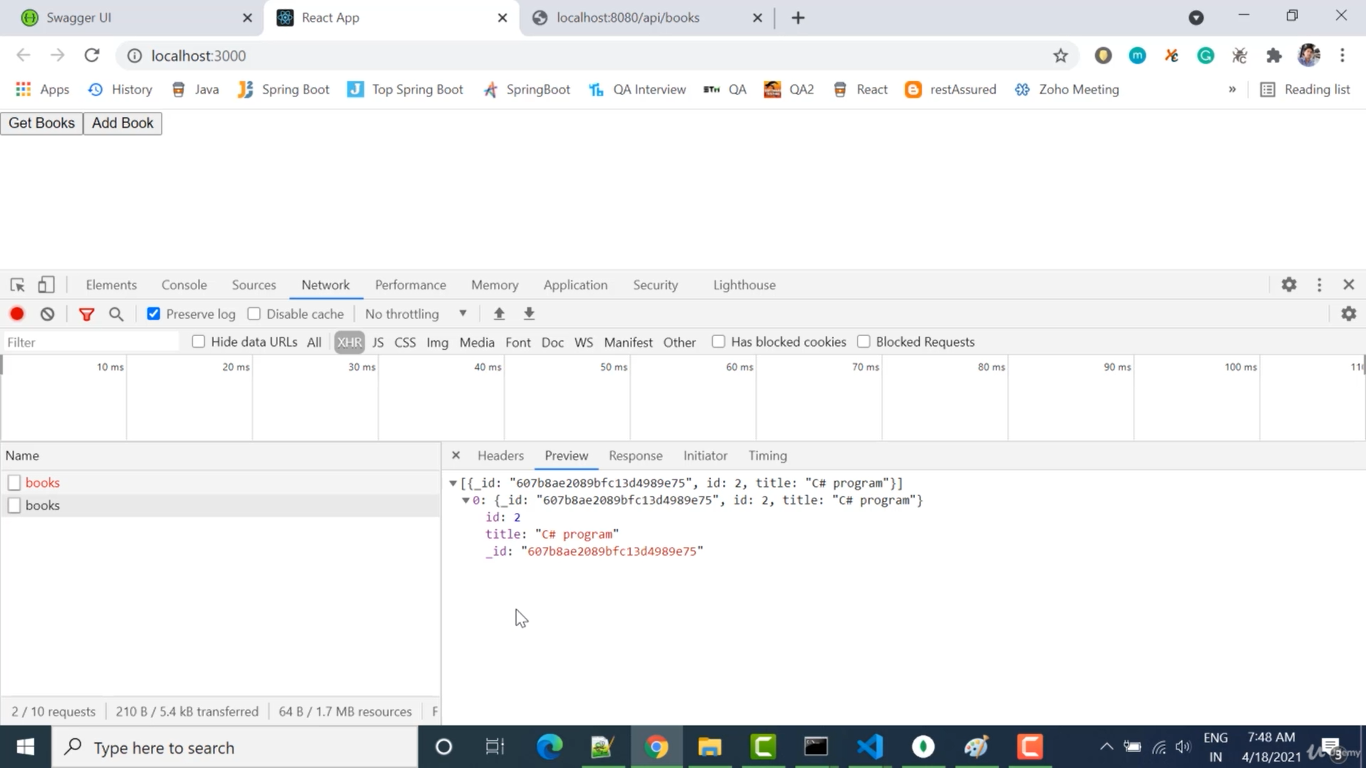 Swagger UI
React App
localhost:8080/api/books
localhost:3000
Apps History Java Spring Boot Top Spring Boot SpringBoot QA Interview STH QA QA2 React restAssured Zoho Meeting » Reading list
Get Books Add Book
Elements Console Sources Network Performance Memory Application Security Lighthouse
Preserve log Disable cache No throttling
Filter Hide data URLs All XHR JS CSS Img Media Font Doc WS Manifest Other Has blocked cookies Blocked Requests
10 ms 20 ms 30 ms 40 ms 50 ms 60 ms 70 ms 80 ms 90 ms 100 ms 11
Name Headers Preview Response Initiator Timing
books
books
[{_id: "607b8ae2089bfc13d4989e75", id: 2, title: "C# program"}]
0: {_id: "607b8ae2089bfc13d4989e75", id: 2, title: "C# program"}
id: 2
title: "C# program"
_id: "607b8ae2089bfc13d4989e75"
2 / 10 requests 210 B / 5.4 kB transferred 64 B / 1.7 MB resources F
Type here to search
ENG
IN
7:48 AM
4/18/2021
3
Udemy